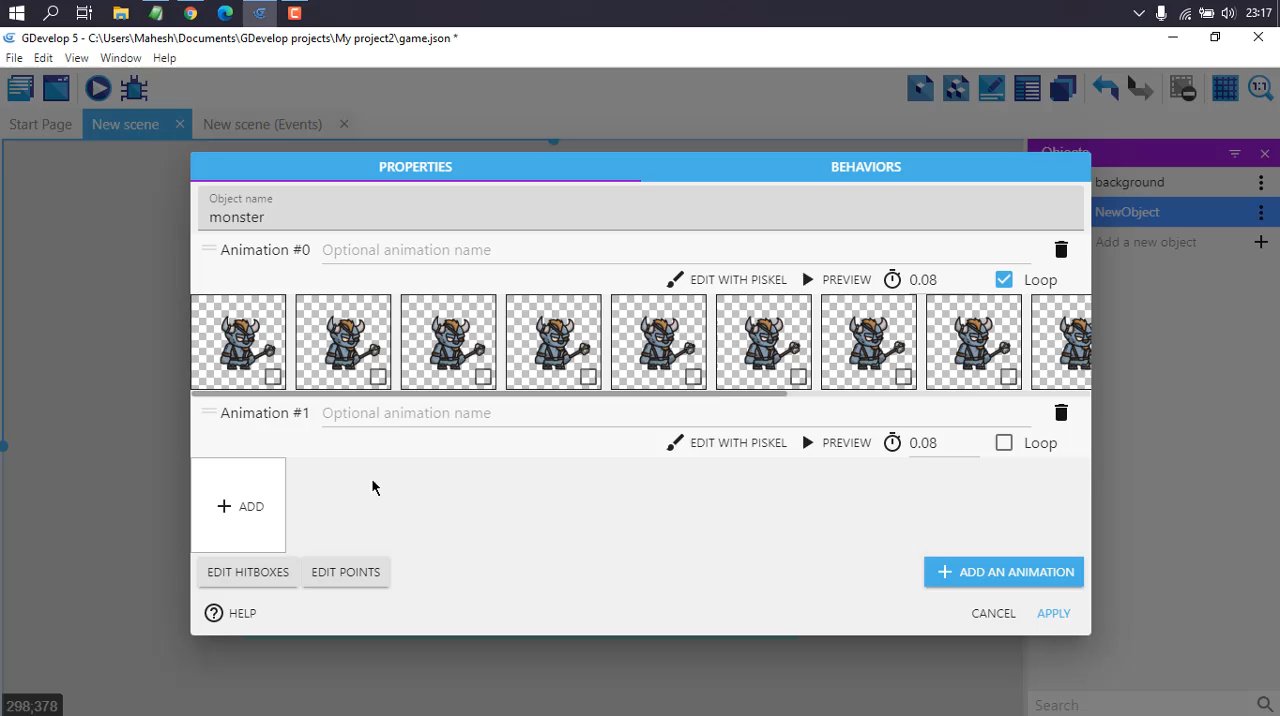 23:17
GDevelop 5 - C:\Users\Mahesh\Documents\GDevelop projects\My project2\game.json *
File Edit View Window Help
1:1
Start Page New scene × New scene (Events) ×
Objects
PROPERTIES BEHAVIORS
background
Object name
monster
NewObject
Add a new object
Animation #0 Optional animation name
EDIT WITH PISKEL PREVIEW 0.08 Loop
Animation #1 Optional animation name
EDIT WITH PISKEL PREVIEW 0.08 Loop
+ ADD
EDIT HITBOXES EDIT POINTS + ADD AN ANIMATION
? HELP CANCEL APPLY
298;378 Search